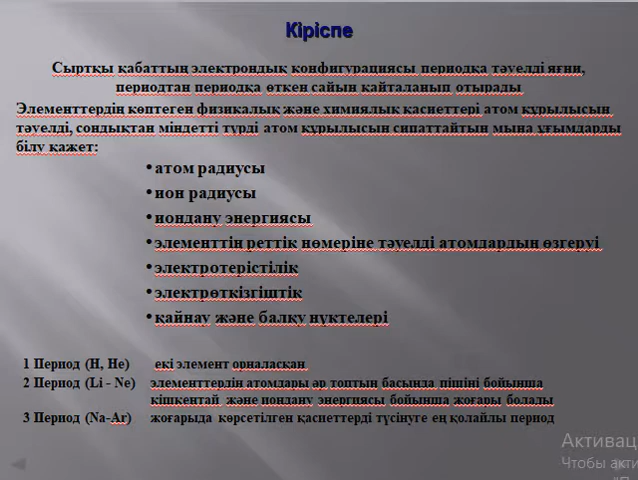 Кіріспе
Сыртқы қабаттың электрондық конфигурациясы периодқа тәуелді яғни,
периодтан периодқа өткен сайын қайталанып отырады
Элементтердің көптеген физикалық және химиялық қасиеттері атом құрылысын
тәуелді, сондықтан міндетті түрді атом құрылысын сипаттайтын мына ұғымдарды
білу қажет:
• атом радиусы
• ион радиусы
• иондану энергиясы
• элементтің реттік нөмеріне тәуелді атомдардың өзгеруі
• электротерістілік
• электрөткізгіштік
• қайнау және балқу нүктелері
1 Период (H, He) екі элемент орналасқан
2 Период (Li - Ne) элементтердің атомдары әр топтың басында пішіні бойынша
кішкентай және иондану энергиясы бойынша жоғары болады
3 Период (Na-Ar) жоғарыда көрсетілген қаспеттерді түсінуге ең қолайлы период
Активац
Чтобы акти